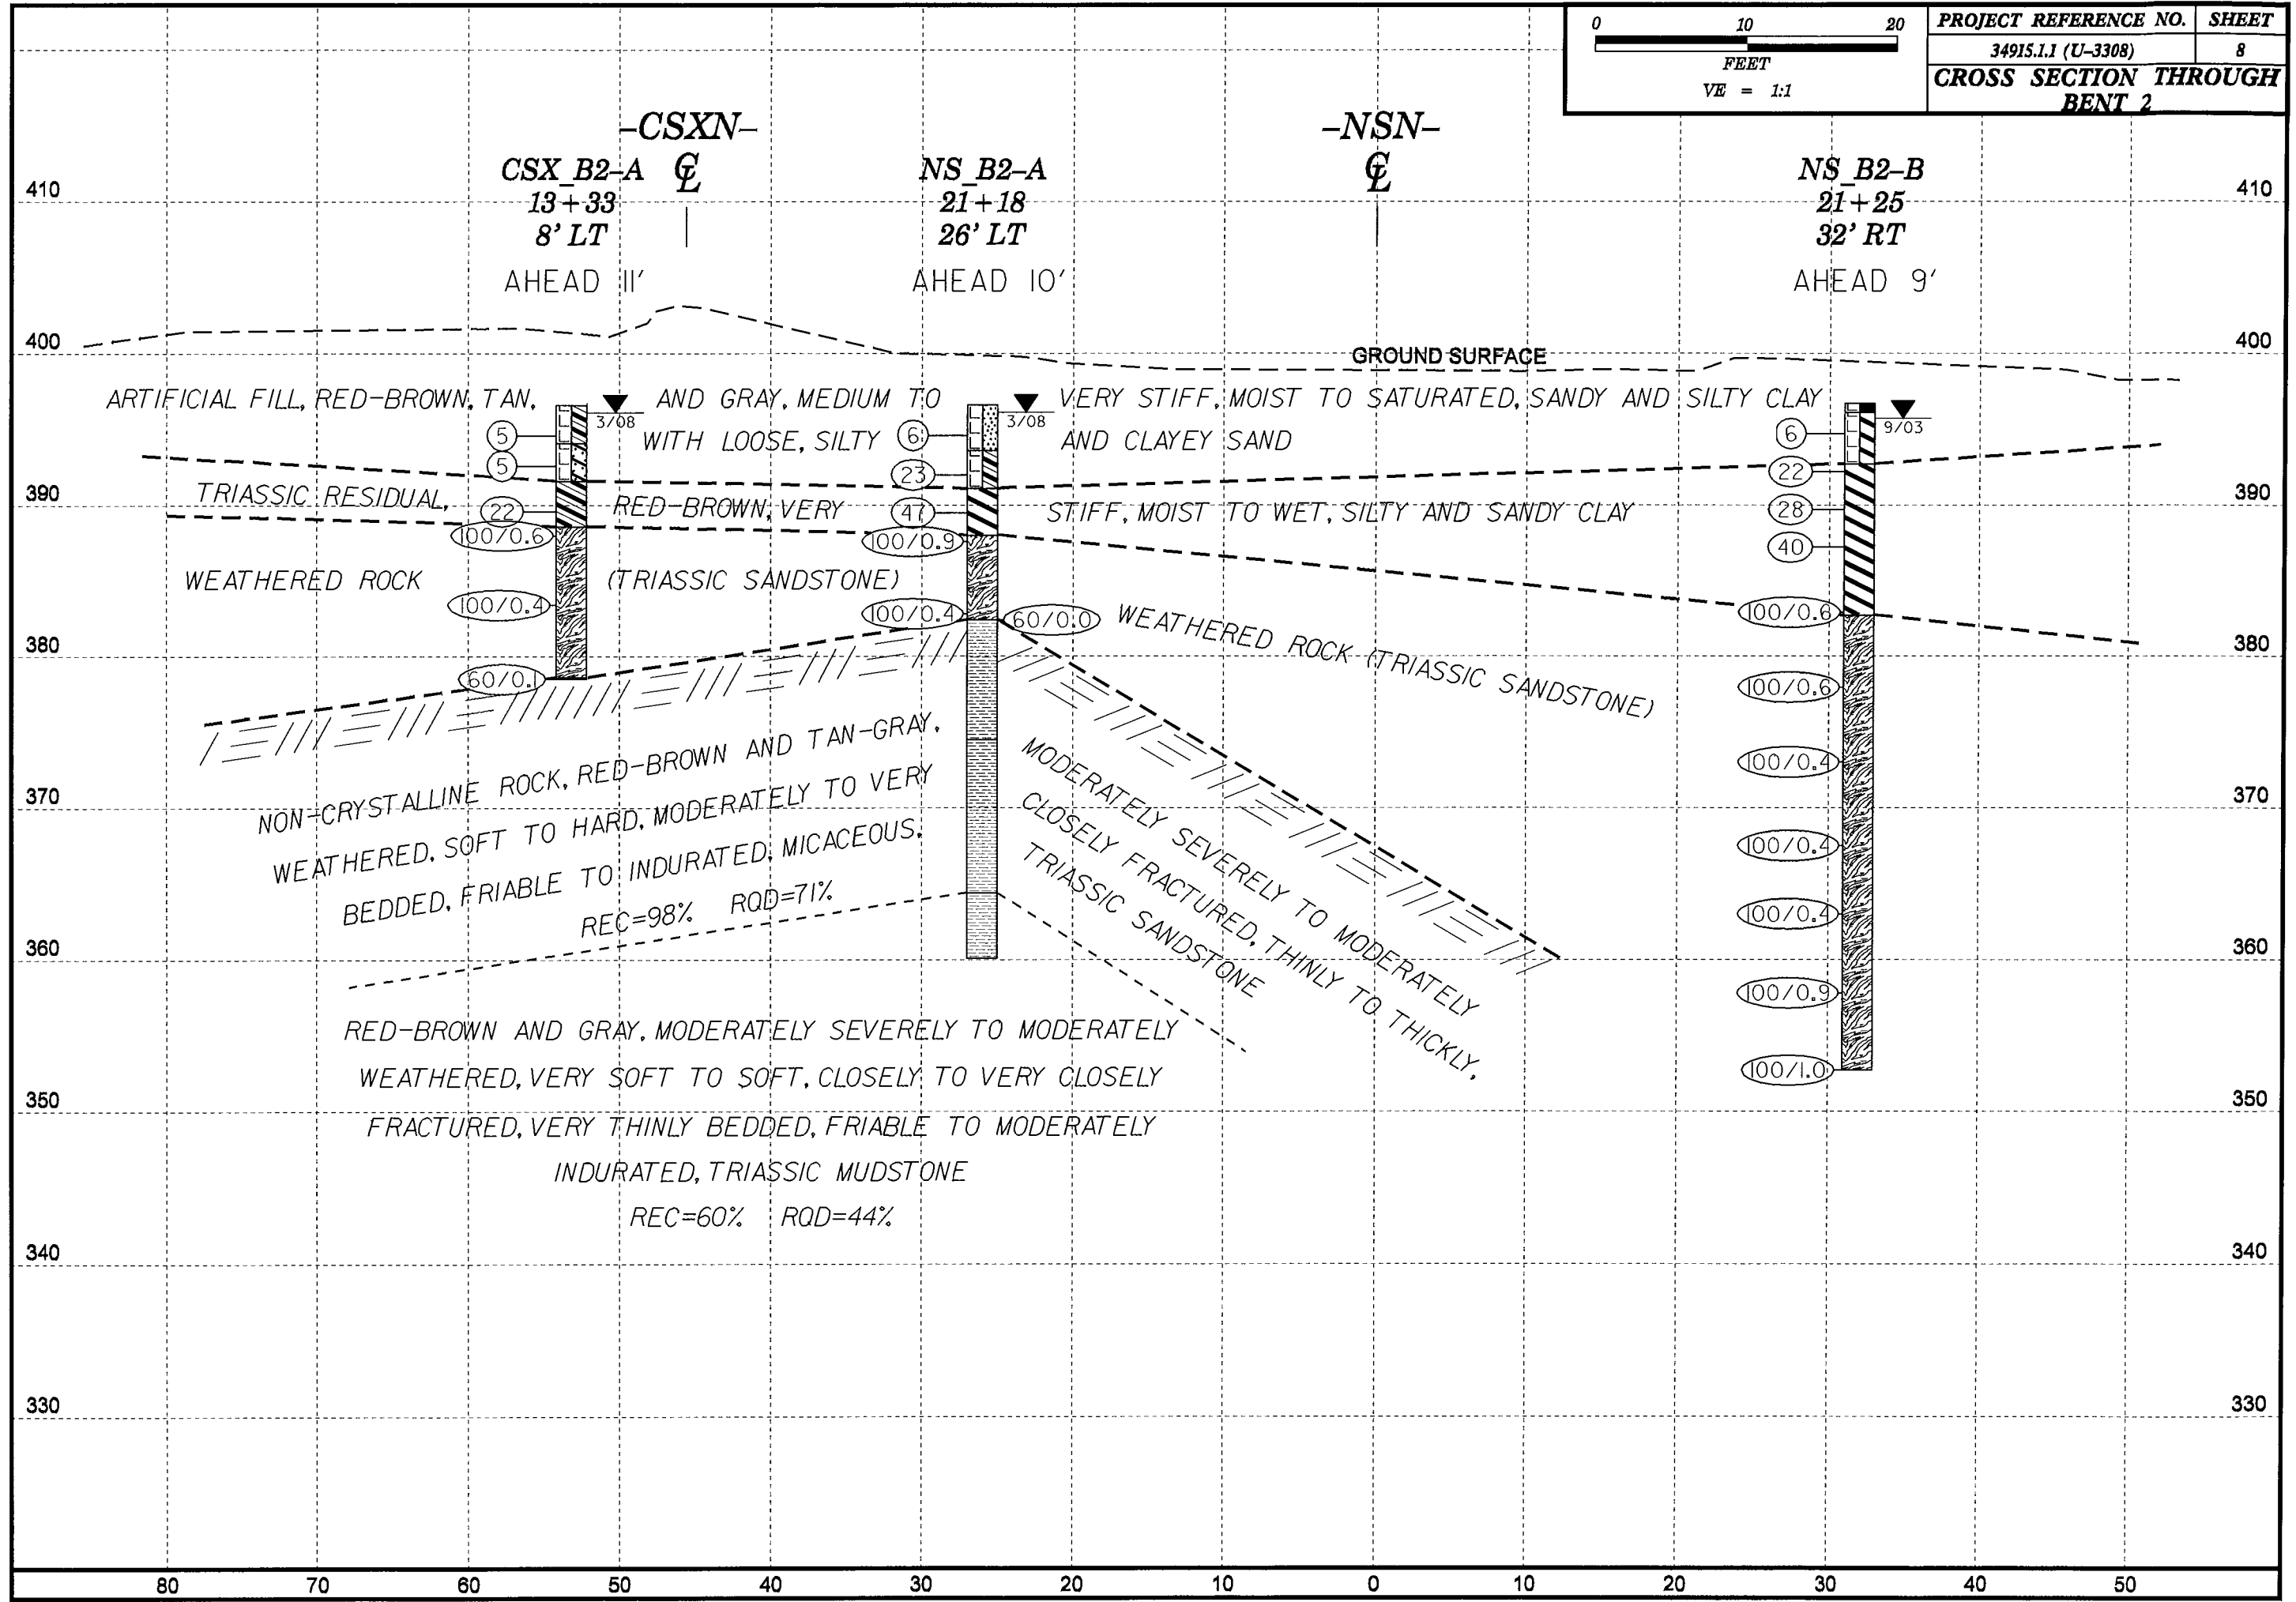 0 10 20
FEET
VE = 1:1
PROJECT REFERENCE NO. SHEET
34915.1.1 (U-3308) 8
CROSS SECTION THROUGH
BENT 2
-CSXN-
℄
-NSN-
℄
CSX_B2-A
13+33
8' LT
AHEAD 11'
NS_B2-A
21+18
26' LT
AHEAD 10'
NS_B2-B
21+25
32' RT
AHEAD 9'
410 410
400 400
GROUND SURFACE
ARTIFICIAL FILL, RED-BROWN, TAN, AND GRAY, MEDIUM TO VERY STIFF, MOIST TO SATURATED, SANDY AND SILTY CLAY
3/08 3/08 9/03
WITH LOOSE, SILTY AND CLAYEY SAND
5 6 6
5 23 22
390 390
TRIASSIC RESIDUAL, RED-BROWN, VERY STIFF, MOIST TO WET, SILTY AND SANDY CLAY
22 47 28
100/0.6 100/0.9 40
WEATHERED ROCK (TRIASSIC SANDSTONE)
100/0.4 100/0.4 60/0.0 100/0.6
WEATHERED ROCK (TRIASSIC SANDSTONE)
380 380
60/0.1 100/0.6
100/0.4
370 370
100/0.4
100/0.4
360 360
100/0.9
100/1.0
NON-CRYSTALLINE ROCK, RED-BROWN AND TAN-GRAY,
WEATHERED, SOFT TO HARD, MODERATELY TO VERY
BEDDED, FRIABLE TO INDURATED, MICACEOUS,
REC=98% RQD=71%
MODERATELY SEVERELY TO MODERATELY
CLOSELY FRACTURED, THINLY TO THICKLY,
TRIASSIC SANDSTONE
RED-BROWN AND GRAY, MODERATELY SEVERELY TO MODERATELY
WEATHERED, VERY SOFT TO SOFT, CLOSELY TO VERY CLOSELY
350 350
FRACTURED, VERY THINLY BEDDED, FRIABLE TO MODERATELY
INDURATED, TRIASSIC MUDSTONE
REC=60% RQD=44%
340 340
330 330
80 70 60 50 40 30 20 10 0 10 20 30 40 50